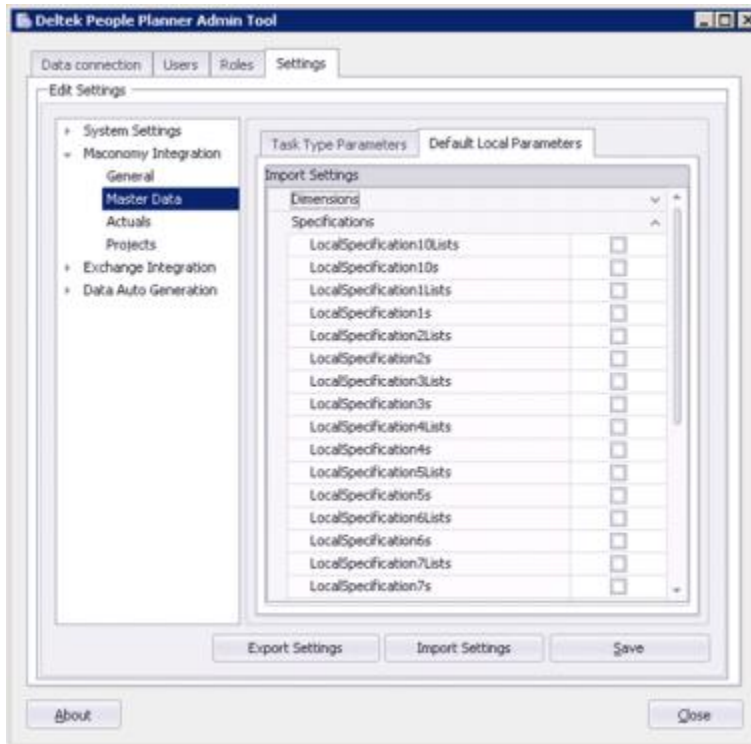 Deltek People Planner Admin Tool
Data connection Users Roles Settings
Edit Settings
System Settings
Maconomy Integration
General
Master Data
Actuals
Projects
Exchange Integration
Data Auto Generation
Task Type Parameters Default Local Parameters
Import Settings
Dimensions
Specifications
LocalSpecification10Lists
LocalSpecification10s
LocalSpecification1Lists
LocalSpecification1s
LocalSpecification2Lists
LocalSpecification2s
LocalSpecification3Lists
LocalSpecification3s
LocalSpecification4Lists
LocalSpecification4s
LocalSpecification5Lists
LocalSpecification5s
LocalSpecification6Lists
LocalSpecification6s
LocalSpecification7Lists
LocalSpecification7s
Export Settings Import Settings Save
About Close